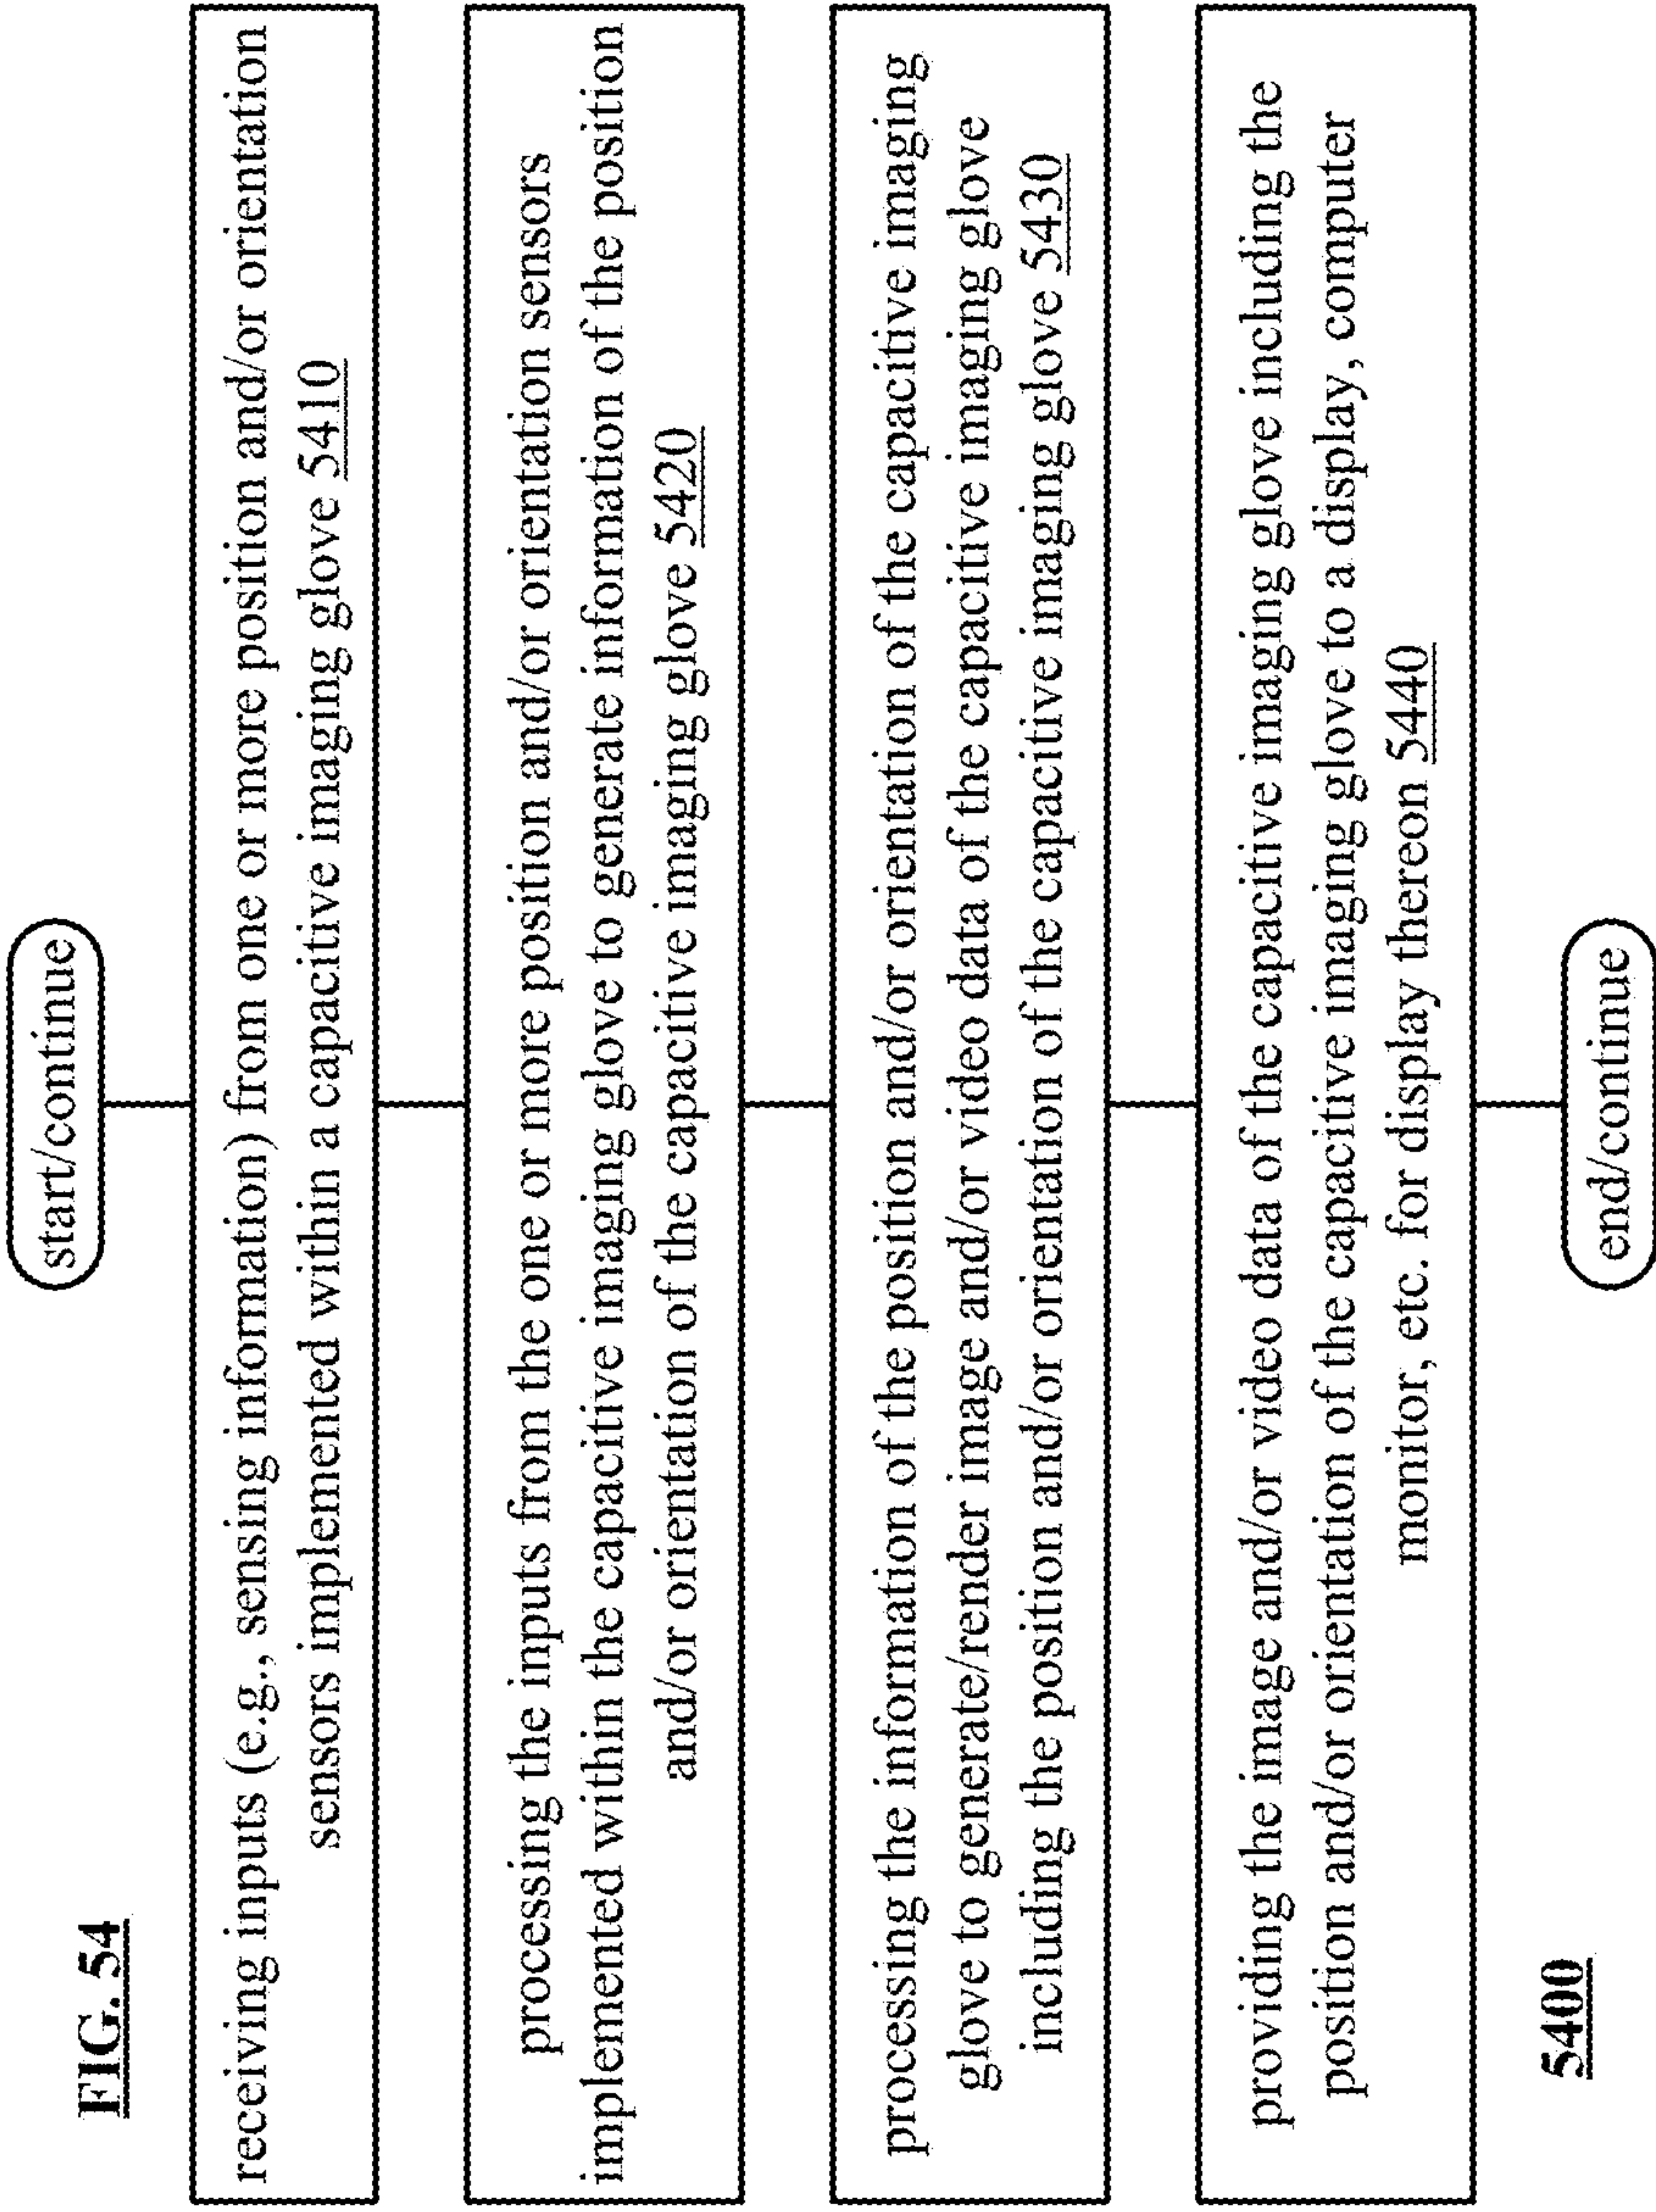 FIG. 54
start/continue
receiving inputs (e.g., sensing information) from one or more position and/or orientation
sensors implemented within a capacitive imaging glove 5410
processing the inputs from the one or more position and/or orientation sensors
implemented within the capacitive imaging glove to generate information of the position
and/or orientation of the capacitive imaging glove 5420
processing the information of the position and/or orientation of the capacitive imaging
glove to generate/render image and/or video data of the capacitive imaging glove
including the position and/or orientation of the capacitive imaging glove 5430
providing the image and/or video data of the capacitive imaging glove including the
position and/or orientation of the capacitive imaging glove to a display, computer
monitor, etc. for display thereon 5440
end/continue
5400